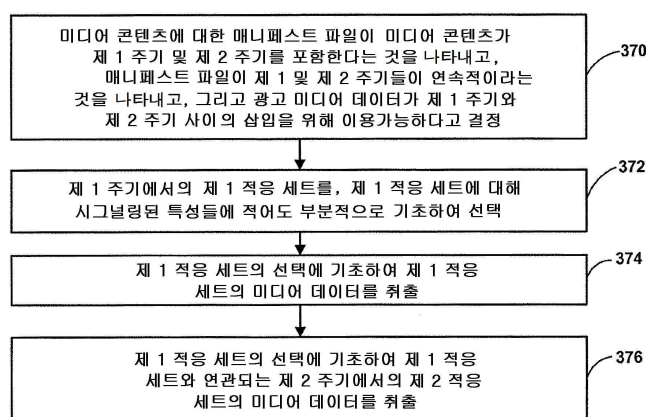 미디어 콘텐츠에 대한 매니페스트 파일이 미디어 콘텐츠가
제 1 주기 및 제 2 주기를 포함한다는 것을 나타내고,
매니페스트 파일이 제 1 및 제 2 주기들이 연속적이라는
것을 나타내고, 그리고 광고 미디어 데이터가 제 1 주기와
제 2 주기 사이의 삽입을 위해 이용가능하다고 결정
370
제 1 주기에서의 제 1 적응 세트를, 제 1 적응 세트에 대해
시그널링된 특성들에 적어도 부분적으로 기초하여 선택
372
제 1 적응 세트의 선택에 기초하여 제 1 적응
세트의 미디어 데이터를 취출
374
제 1 적응 세트의 선택에 기초하여 제 1 적응
세트와 연관되는 제 2 주기에서의 제 2 적응
세트의 미디어 데이터를 취출
376